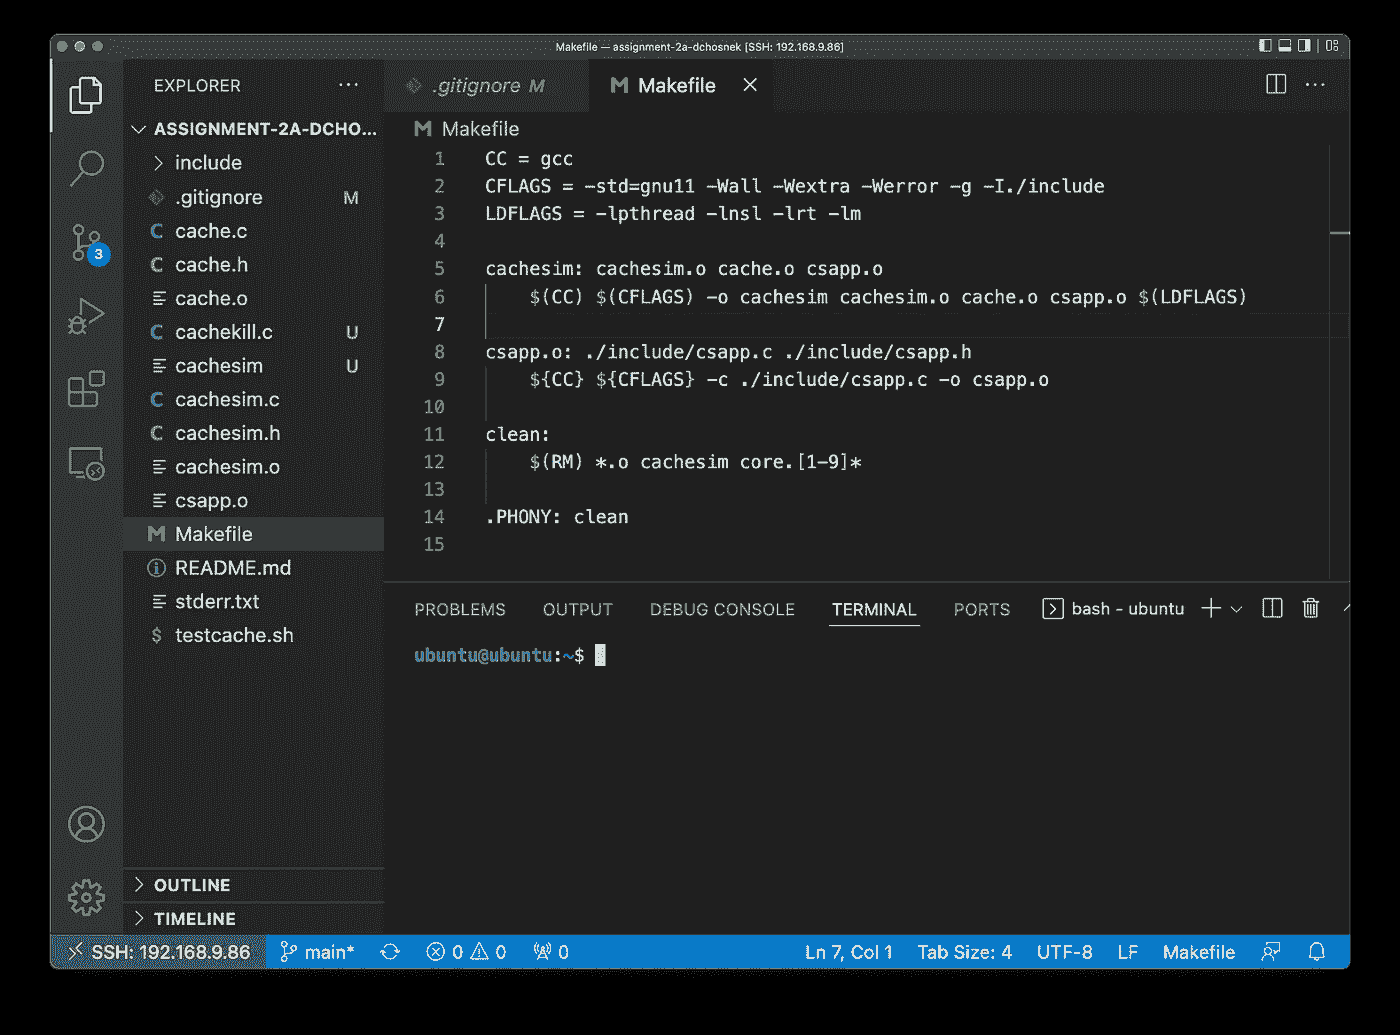 Makefile — assignment-2a-dchosnek [SSH: 192.168.9.86]
EXPLORER
ASSIGNMENT-2A-DCHO...
include
.gitignore M
cache.c
cache.h
cache.o
cachekill.c U
cachesim U
cachesim.c
cachesim.h
cachesim.o
csapp.o
Makefile
README.md
stderr.txt
testcache.sh
OUTLINE
TIMELINE
3
.gitignore M
M Makefile
M Makefile
1 CC = gcc
2 CFLAGS = -std=gnu11 -Wall -Wextra -Werror -g -I./include
3 LDFLAGS = -lpthread -lnsl -lrt -lm
4
5 cachesim: cachesim.o cache.o csapp.o
6 $(CC) $(CFLAGS) -o cachesim cachesim.o cache.o csapp.o $(LDFLAGS)
7
8 csapp.o: ./include/csapp.c ./include/csapp.h
9 ${CC} ${CFLAGS} -c ./include/csapp.c -o csapp.o
10
11 clean:
12 $(RM) *.o cachesim core.[1-9]*
13
14 .PHONY: clean
15
PROBLEMS OUTPUT DEBUG CONSOLE TERMINAL PORTS bash - ubuntu
ubuntu@ubuntu:~$
SSH: 192.168.9.86 main* 0 0 0 Ln 7, Col 1 Tab Size: 4 UTF-8 LF Makefile